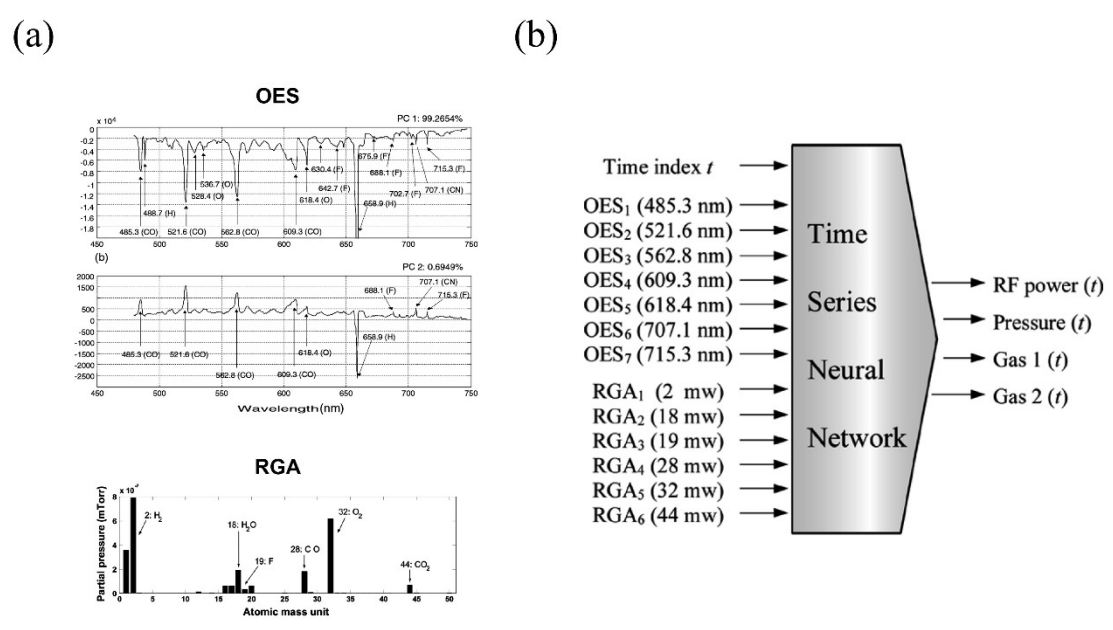 (a)
OES
x 10⁴
PC 1: 99.2654%
0
-0.2
-0.4
-0.6
-0.8
-1
-1.2
-1.4
-1.6
-1.8
485.3 (CO)
488.7 (H)
521.6 (CO)
528.4 (O)
536.7 (O)
562.8 (CO)
609.3 (CO)
618.4 (O)
630.4 (F)
642.7 (F)
658.9 (H)
675.9 (F)
688.1 (F)
702.7 (F)
707.1 (CN)
715.3 (F)
450 500 550 600 650 700 750
(b)
PC 2: 0.6949%
2000
1500
1000
500
0
-500
-1000
-1500
-2000
-2500
485.3 (CO)
521.6 (CO)
562.8 (CO)
609.3 (CO)
618.4 (O)
658.9 (H)
688.1 (F)
707.1 (CN)
715.3 (F)
450 500 550 600 650 700 750
Wavelength(nm)
RGA
Partial pressure (mTorr)
8
6
4
2
0
2: H₂
18: H₂O
19: F
28: C O
32: O₂
44: CO₂
0 5 10 15 20 25 30 35 40 45 50
Atomic mass unit
(b)
Time index t
OES₁ (485.3 nm)
OES₂ (521.6 nm)
OES₃ (562.8 nm)
OES₄ (609.3 nm)
OES₅ (618.4 nm)
OES₆ (707.1 nm)
OES₇ (715.3 nm)
RGA₁ (2 mw)
RGA₂ (18 mw)
RGA₃ (19 mw)
RGA₄ (28 mw)
RGA₅ (32 mw)
RGA₆ (44 mw)
Time
Series
Neural
Network
RF power (t)
Pressure (t)
Gas 1 (t)
Gas 2 (t)